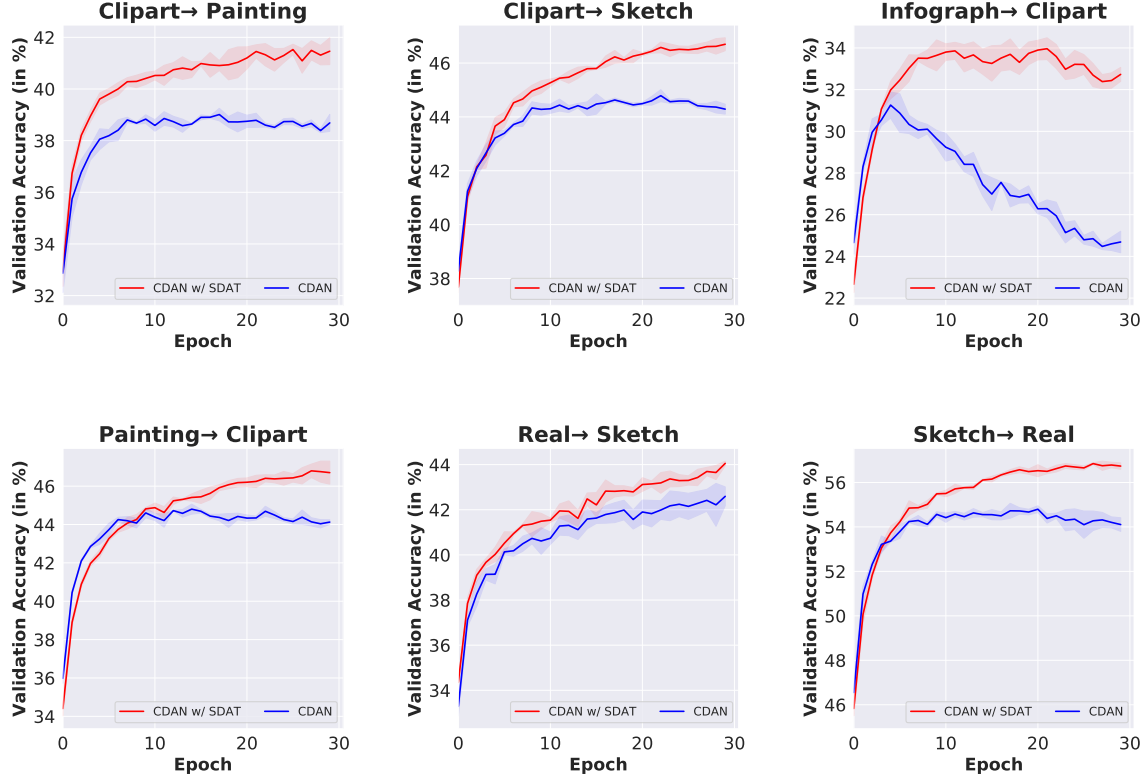 Clipart→ Painting
Validation Accuracy (in %)
42
40
38
36
34
32
0 10 20 30
Epoch
CDAN w/ SDAT CDAN
Clipart→ Sketch
Validation Accuracy (in %)
46
44
42
40
38
0 10 20 30
Epoch
CDAN w/ SDAT CDAN
Infograph→ Clipart
Validation Accuracy (in %)
34
32
30
28
26
24
22
0 10 20 30
Epoch
CDAN w/ SDAT CDAN
Painting→ Clipart
Validation Accuracy (in %)
46
44
42
40
38
36
34
0 10 20 30
Epoch
CDAN w/ SDAT CDAN
Real→ Sketch
Validation Accuracy (in %)
44
42
40
38
36
34
0 10 20 30
Epoch
CDAN w/ SDAT CDAN
Sketch→ Real
Validation Accuracy (in %)
56
54
52
50
48
46
0 10 20 30
Epoch
CDAN w/ SDAT CDAN